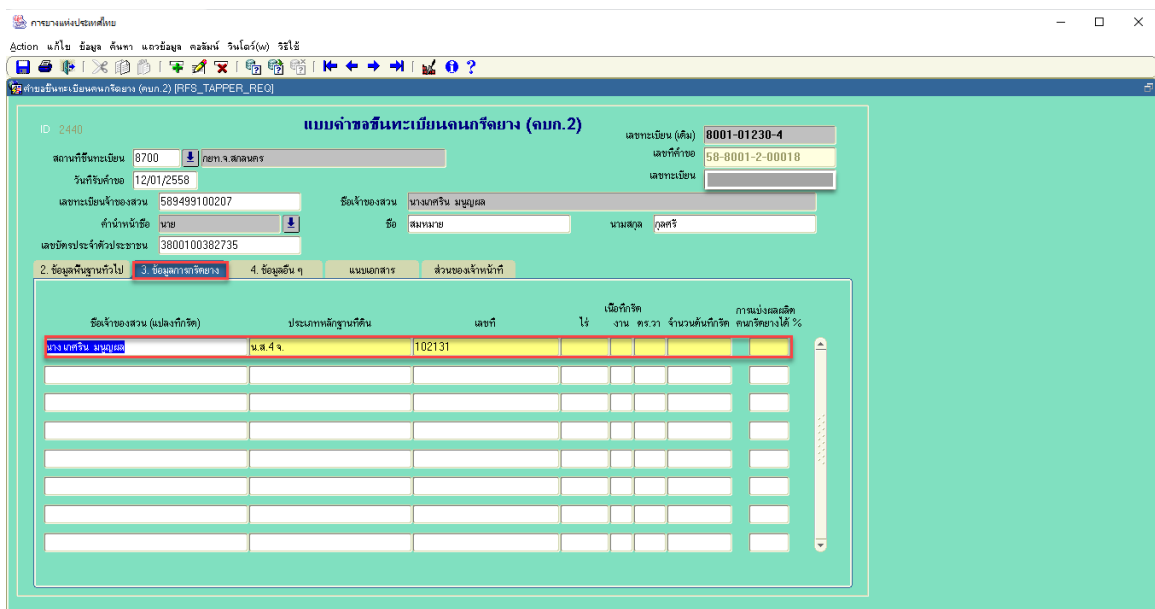 การยางแห่งประเทศไทย
Action แก้ไข ข้อมูล ค้นหา แถวข้อมูล คอลัมน์ วินโดว์(w) วิธีใช้
คำขอขึ้นทะเบียนคนกรีดยาง (คบก.2) [RFS_TAPPER_REQ]
ID 2440
แบบคำขอขึ้นทะเบียนคนกรีดยาง (คบก.2)
เลขทะเบียน (เดิม) 8001-01230-4
สถานที่ขึ้นทะเบียน 8700 กยท.จ.สกลนคร
เลขที่คำขอ 58-8001-2-00018
วันที่รับคำขอ 12/01/2558
เลขทะเบียน
เลขทะเบียนเจ้าของสวน 589499100207 ชื่อเจ้าของสวน นางเกศริน มนูญผล
คำนำหน้าชื่อ นาย ชื่อ สมหมาย นามสกุล กุลศรี
เลขบัตรประจำตัวประชาชน 3800100382735
2. ข้อมูลพื้นฐานทั่วไป 3. ข้อมูลการกรีดยาง 4. ข้อมูลอื่น ๆ แนบเอกสาร ส่วนของเจ้าหน้าที่
เนื้อที่กรีด การแบ่งผลผลิต
ชื่อเจ้าของสวน (แปลงที่กรีด) ประเภทหลักฐานที่ดิน เลขที่ ไร่ งาน ตร.วา จำนวนต้นที่กรีด คนกรีดยางได้ %
นาง เกศริน มนูญผล น.ส.4 จ. 102131